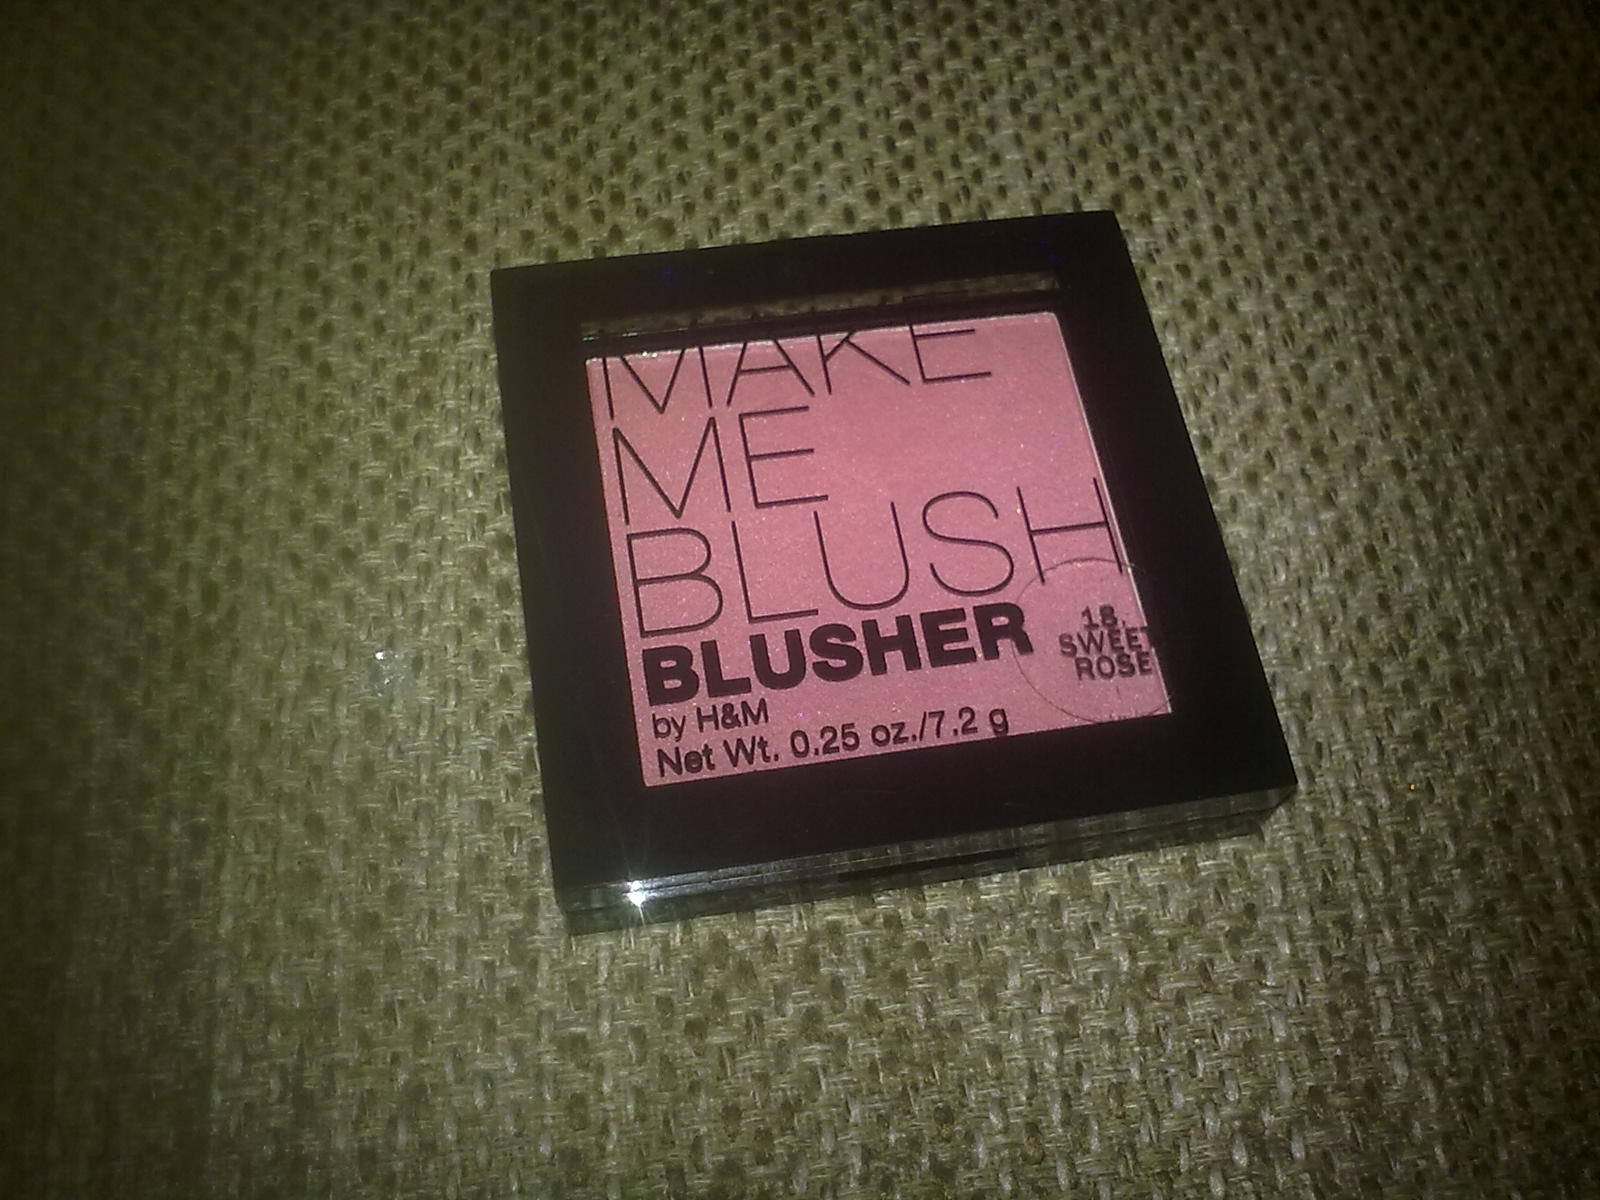 MAKE
ME
BLUSH
BLUSHER
by H&M
Net Wt. 0.25 oz./7.2 g
18.
SWEET
ROSE